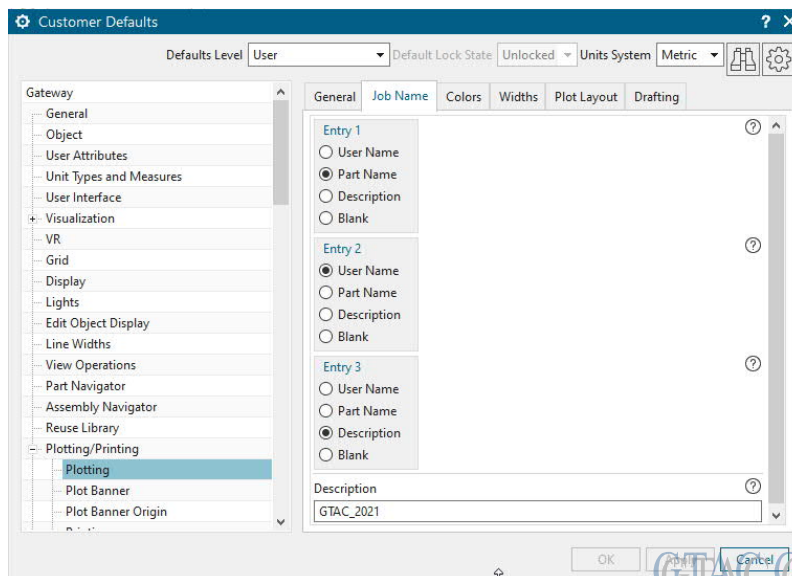 Customer Defaults
Defaults Level User Default Lock State Unlocked Units System Metric
Gateway
General
Object
User Attributes
Unit Types and Measures
User Interface
Visualization
VR
Grid
Display
Lights
Edit Object Display
Line Widths
View Operations
Part Navigator
Assembly Navigator
Reuse Library
Plotting/Printing
Plotting
Plot Banner
Plot Banner Origin
General Job Name Colors Widths Plot Layout Drafting
Entry 1
User Name
Part Name
Description
Blank
Entry 2
User Name
Part Name
Description
Blank
Entry 3
User Name
Part Name
Description
Blank
Description
GTAC_2021
OK Apply Cancel